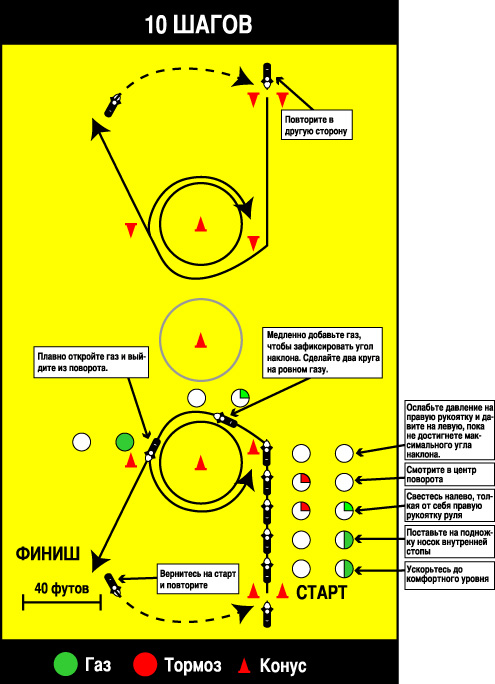 10 ШАГОВ
Повторите в
другую сторону
Медленно добавьте газ,
чтобы зафиксировать угол
наклона. Сделайте два круга
на ровном газу.
Плавно откройте газ и вый-
дите из поворота.
Ослабьте давление на
правую рукоятку и да-
вите на левую, пока
не достигнете мак-
симального угла
наклона.
Смотрите в центр
поворота
Свестесь налево, тол-
кая от себя правую
рукоятку руля
Поставьте на поднож-
ку носок внутренней
стопы
Ускорьтесь до
комфортного уровня
ФИНИШ
40 футов
Вернитесь на старт
и повторите
СТАРТ
Газ
Тормоз
Конус